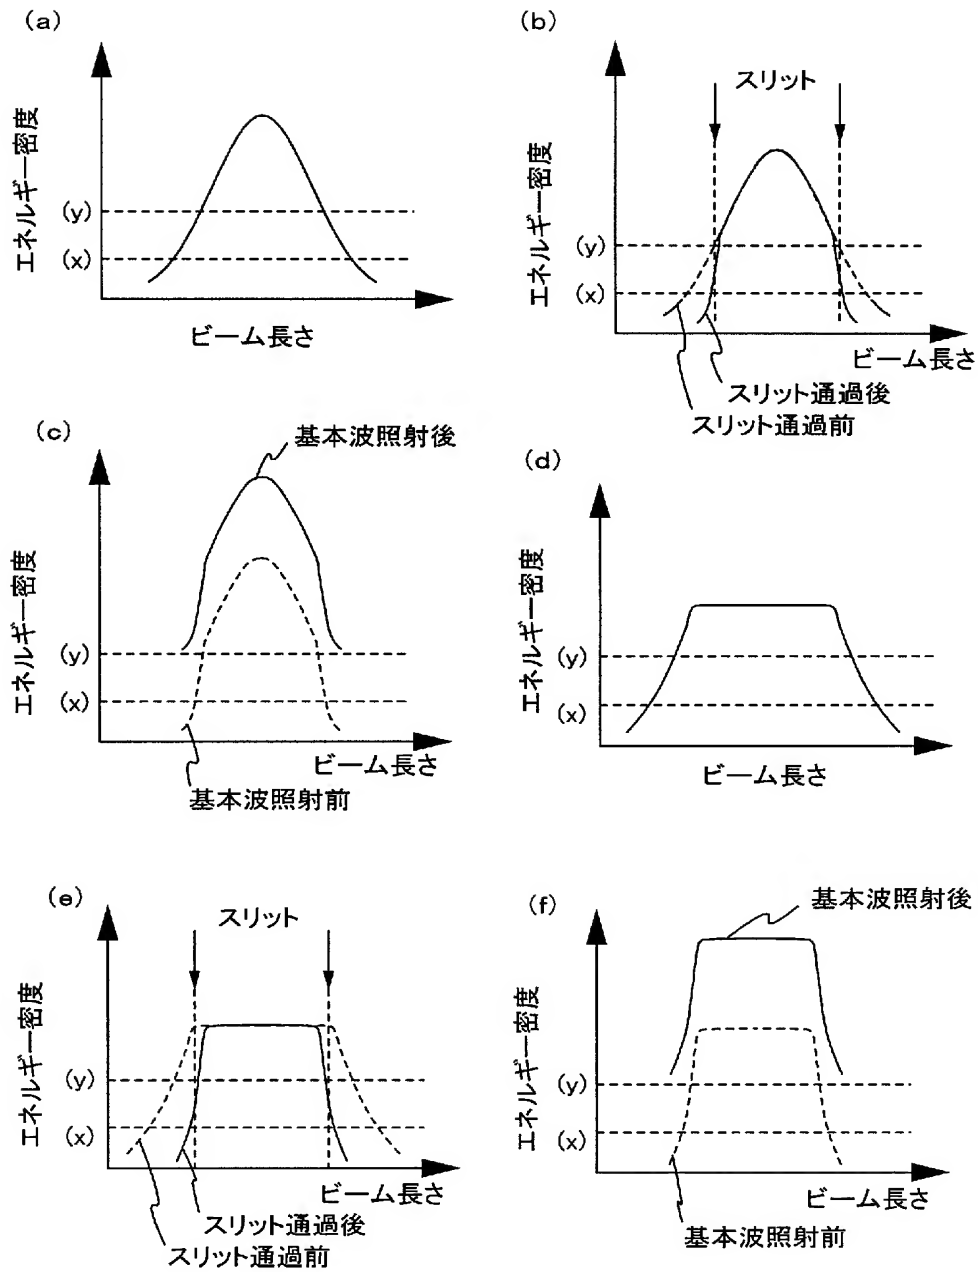 (a)
エネルギー密度
(y)
(x)
ビーム長さ
(b)
スリット
エネルギー密度
(y)
(x)
ビーム長さ
スリット通過後
スリット通過前
(c)
基本波照射後
エネルギー密度
(y)
(x)
ビーム長さ
基本波照射前
(d)
エネルギー密度
(y)
(x)
ビーム長さ
(e)
スリット
エネルギー密度
(y)
(x)
ビーム長さ
スリット通過後
スリット通過前
(f)
基本波照射後
エネルギー密度
(y)
(x)
ビーム長さ
基本波照射前